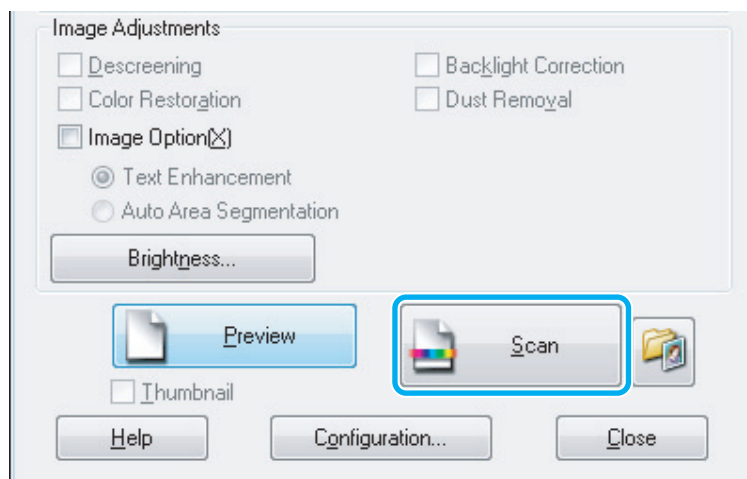 Image Adjustments
Descreening Backlight Correction
Color Restoration Dust Removal
Image Option(X)
Text Enhancement
Auto Area Segmentation
Brightness...
Preview Scan
Thumbnail
Help Configuration... Close